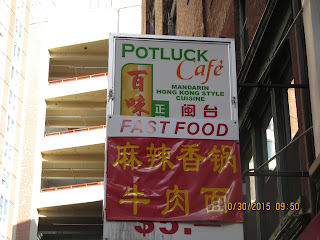 POTLUCK
Café
MANDARIN
HONG KONG STYLE
CUISINE
百味
正 闽台
FAST FOOD
麻辣香锅
牛肉面
10/30/2015 09:50